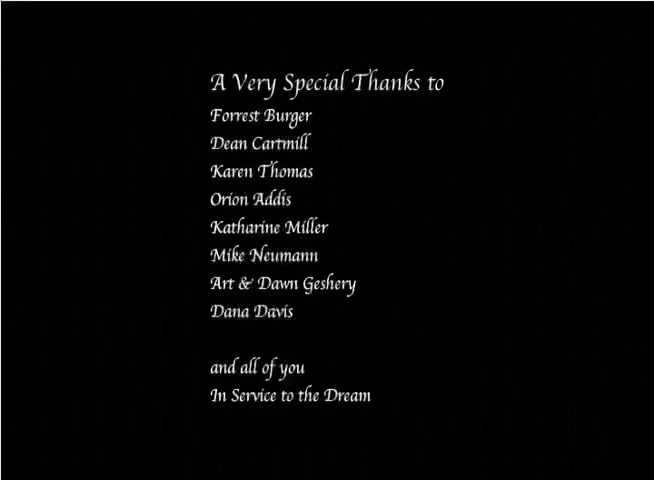 A Very Special Thanks to
Forrest Burger
Dean Cartmill
Karen Thomas
Orion Addis
Katharine Miller
Mike Neumann
Art & Dawn Geshery
Dana Davis
and all of you
In Service to the Dream